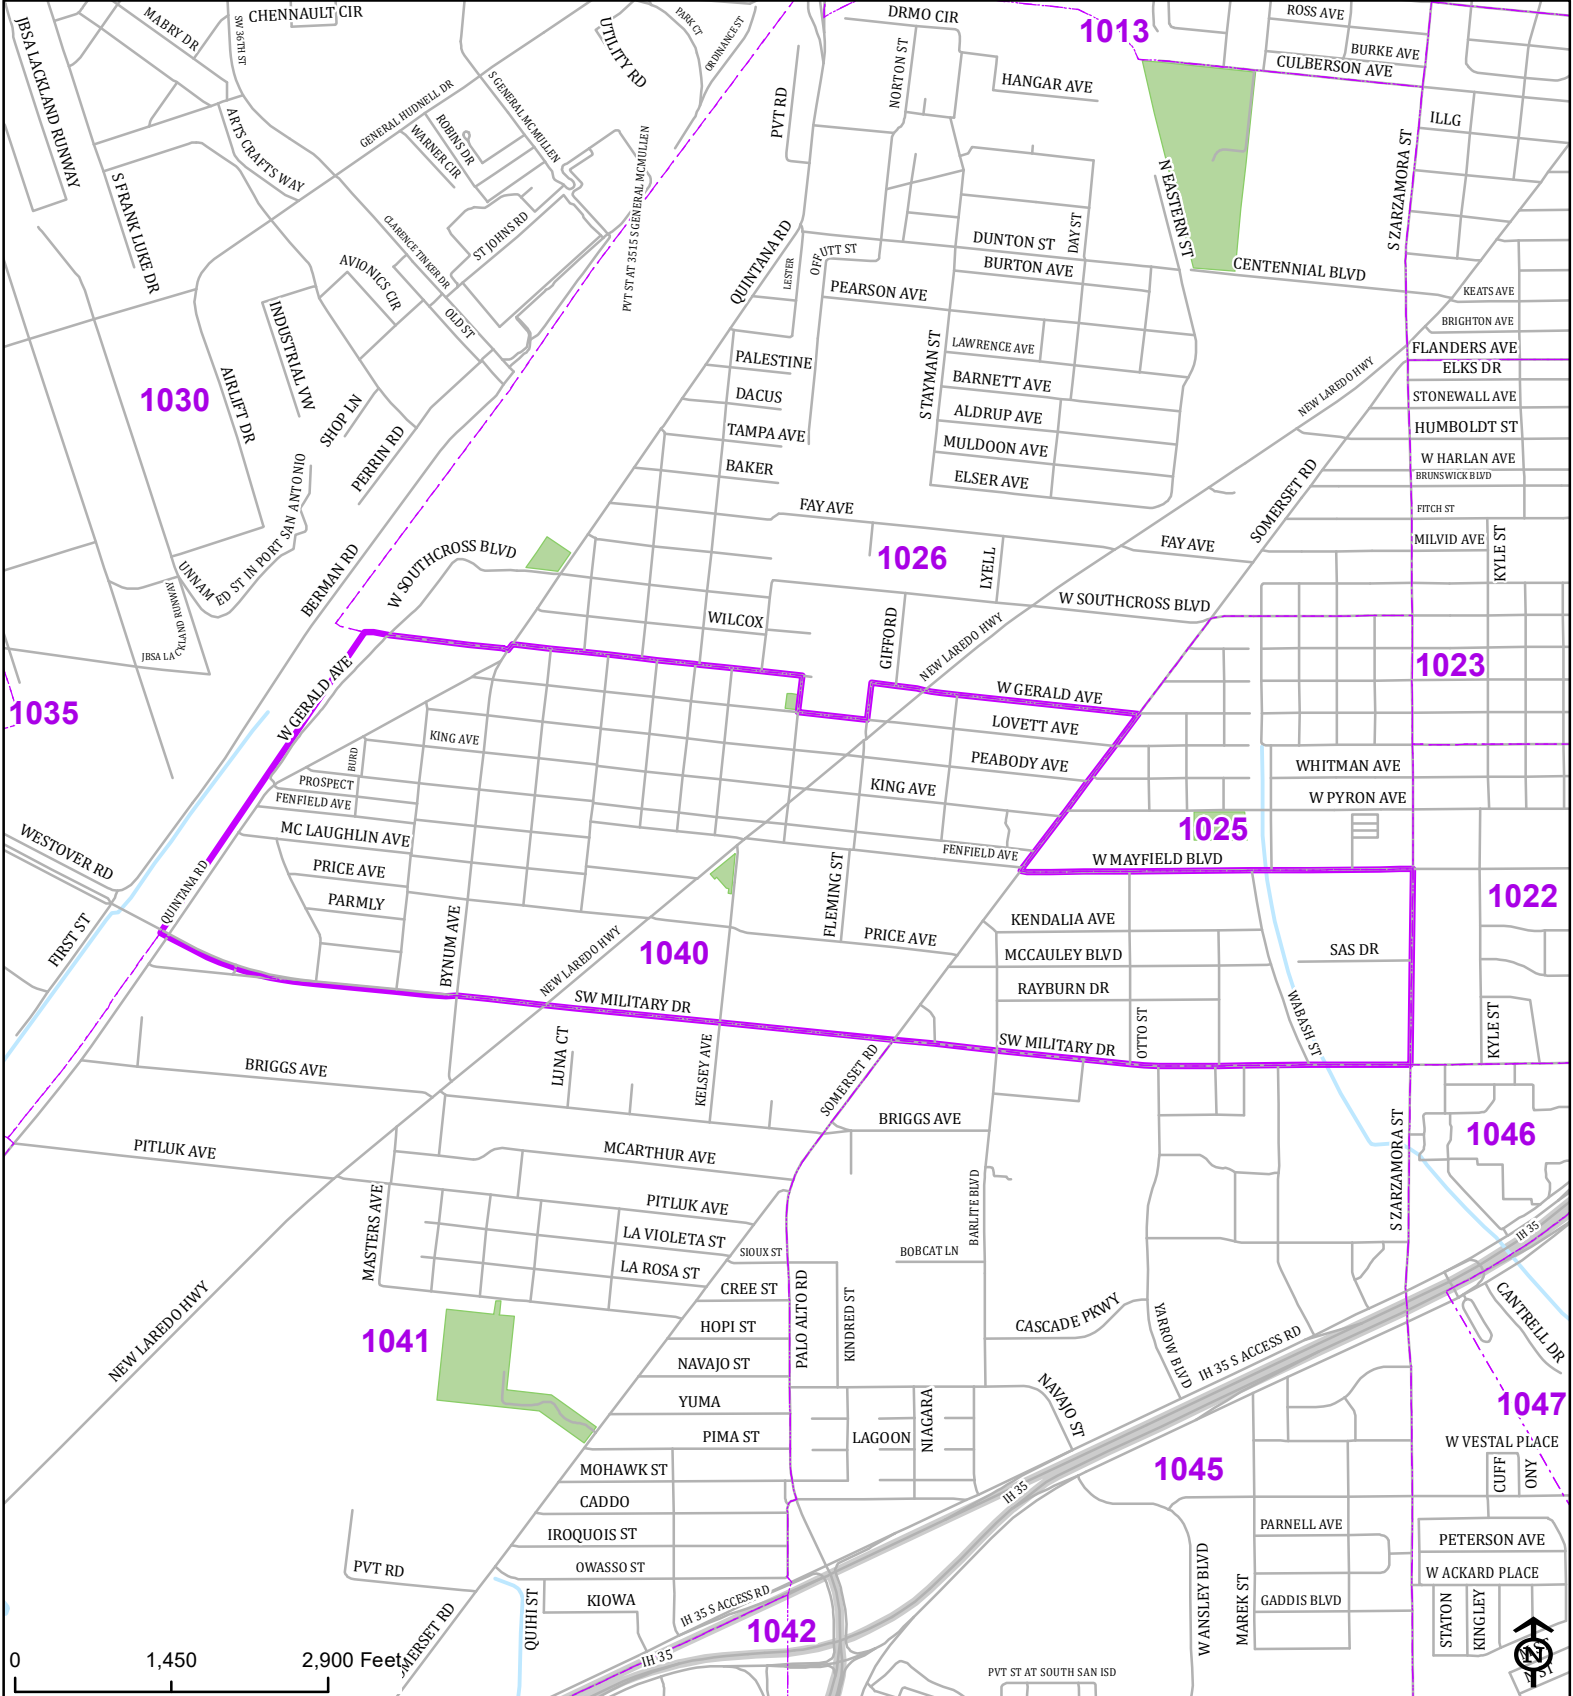 CHENNAULT CIR
MABRY DR
SW 36TH ST
JBSA LACKLAND RUNWAY
UTILITY RD
PARK CT
ORDINANCE ST
DRMO CIR
1013
ROSS AVE
BURKE AVE
CULBERSON AVE
S GENERAL MCMULLEN
GENERAL HUDNELL DR
ROBINS DR
WARNER CIR
ARTS CRAFTS WAY
PVT RD
NORTON ST
HANGAR AVE
ILLG
S ZARZAMORA ST
S FRANK LUKE DR
CLARENCE TINKER DR
ST JOHNS RD
PVT ST AT 3515 S GENERAL MCMULLEN
N EASTERN ST
QUINTANA RD
LESTER
OFFUTT ST
DUNTON ST
DAY ST
BURTON AVE
CENTENNIAL BLVD
AVIONICS CIR
OLD ST
PEARSON AVE
KEATS AVE
BRIGHTON AVE
INDUSTRIAL VW
S STAYMAN ST
LAWRENCE AVE
FLANDERS AVE
ELKS DR
PALESTINE
NEW LAREDO HWY
1030
AIRLIFT DR
SHOP LN
PERRIN RD
DACUS
BARNETT AVE
STONEWALL AVE
ALDRUP AVE
HUMBOLDT ST
TAMPA AVE
MULDOON AVE
W HARLAN AVE
BAKER
ELSER AVE
BRUNSWICK BLVD
FAY AVE
SOMERSET RD
FITCH ST
UNNAMED ST IN PORT SAN ANTONIO
W SOUTHCROSS BLVD
1026
FAY AVE
MILVID AVE
KYLE ST
LYELL
BERMAN RD
JBSA LACKLAND RUNWAY
WILCOX
GIFFORD
W SOUTHCROSS BLVD
NEW LAREDO HWY
1023
1035
W GERALD AVE
W GERALD AVE
LOVETT AVE
KING AVE
BURD
PEABODY AVE
WHITMAN AVE
PROSPECT
KING AVE
W PYRON AVE
FENFIELD AVE
1025
MC LAUGHLIN AVE
FENFIELD AVE
W MAYFIELD BLVD
WESTOVER RD
PRICE AVE
QUINTANA RD
1022
PARMLY
FLEMING ST
KENDALIA AVE
FIRST ST
BYNUM AVE
NEW LAREDO HWY
1040
PRICE AVE
MCCAULEY BLVD
SAS DR
RAYBURN DR
SW MILITARY DR
WABASH ST
OTTO ST
KYLE ST
SW MILITARY DR
LUNA CT
KELSEY AVE
BRIGGS AVE
SOMERSET RD
BRIGGS AVE
PITLUK AVE
MCARTHUR AVE
1046
S ZARZAMORA ST
MASTERS AVE
PITLUK AVE
BARLITE BLVD
LA VIOLETA ST
IH 35
SIOUX ST
BOBCAT LN
LA ROSA ST
CREE ST
PALO ALTO RD
KINDRED ST
NEW LAREDO HWY
HOPI ST
CASCADE PKWY
YARROW BLVD
IH 35 S ACCESS RD
CANTRELL DR
1041
NAVAJO ST
YUMA
NAVAJO ST
1047
PIMA ST
LAGOON
NIAGARA
W VESTAL PLACE
MOHAWK ST
1045
CUFF
ONY
CADDO
IH 35
IROQUOIS ST
PARNELL AVE
PETERSON AVE
PVT RD
OWASSO ST
W ACKARD PLACE
KIOWA
IH 35 S ACCESS RD
W ANSLEY BLVD
MAREK ST
GADDIS BLVD
STATON
KINGLEY
QUIHI ST
1042
IH 35
N
0
1,450
2,900 Feet
MERSET RD
PVT ST AT SOUTH SAN ISD